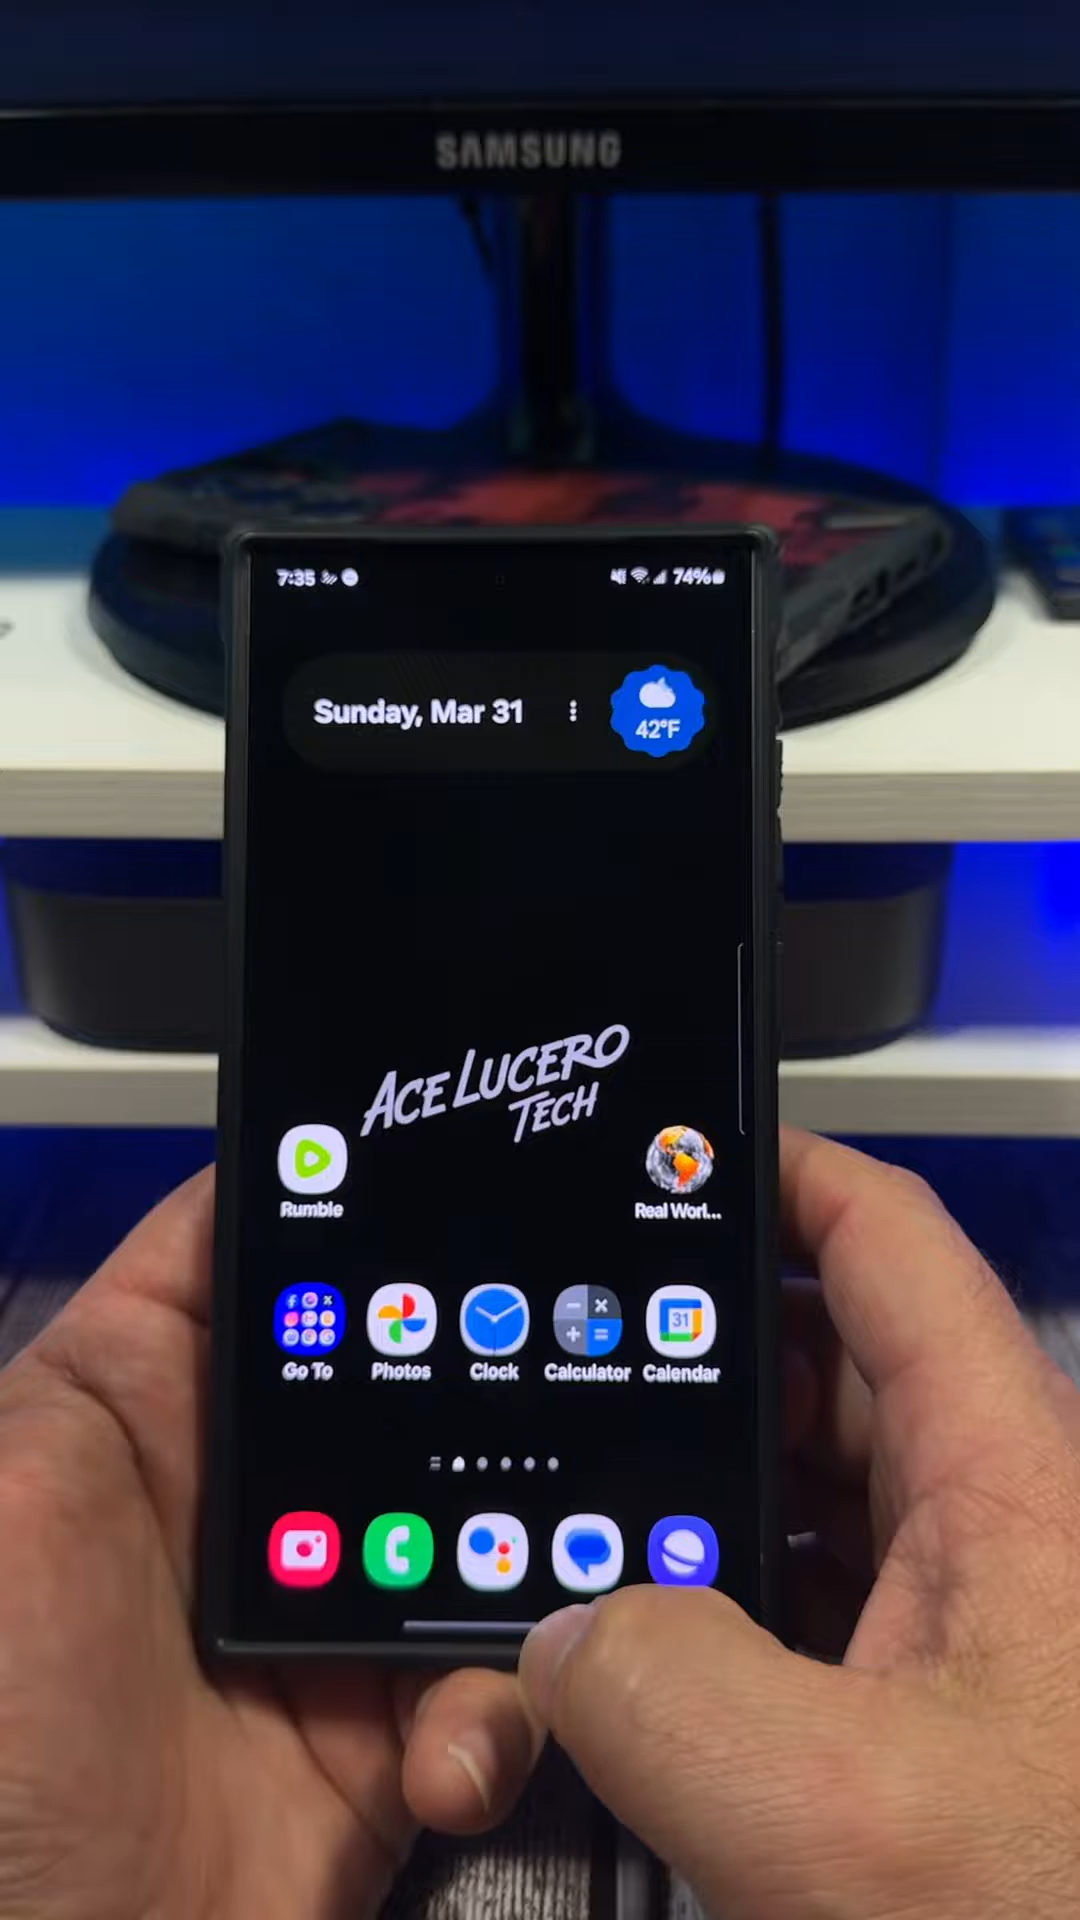 SAMSUNG
7:35
74%
Sunday, Mar 31
42°F
ACE LUCERO
TECH
Rumble
Real Worl...
31
Go To
Photos
Clock
Calculator
Calendar